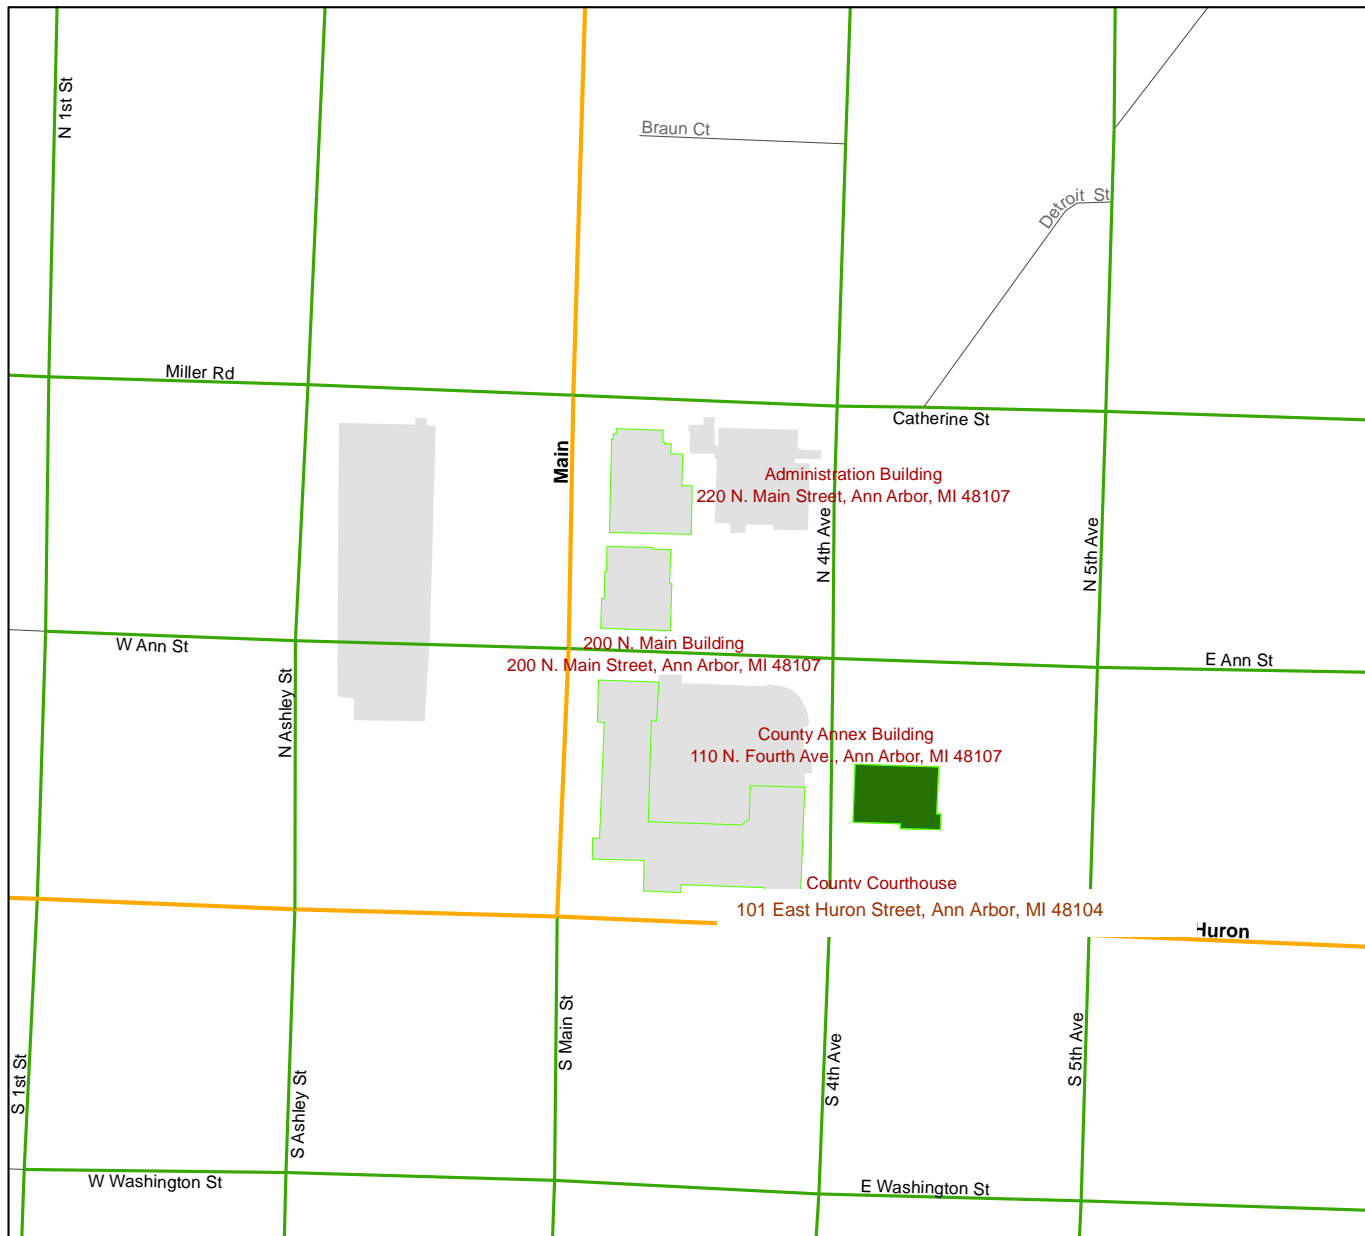 N 1st St
Braun Ct
Detroit St
Miller Rd
Catherine St
Main
Administration Building
220 N. Main Street, Ann Arbor, MI 48107
N 4th Ave
N 5th Ave
W Ann St
200 N. Main Building
200 N. Main Street, Ann Arbor, MI 48107
E Ann St
N Ashley St
County Annex Building
110 N. Fourth Ave., Ann Arbor, MI 48107
County Courthouse
101 East Huron Street, Ann Arbor, MI 48104
Huron
S 1st St
S Ashley St
S Main St
S 4th Ave
S 5th Ave
W Washington St
E Washington St